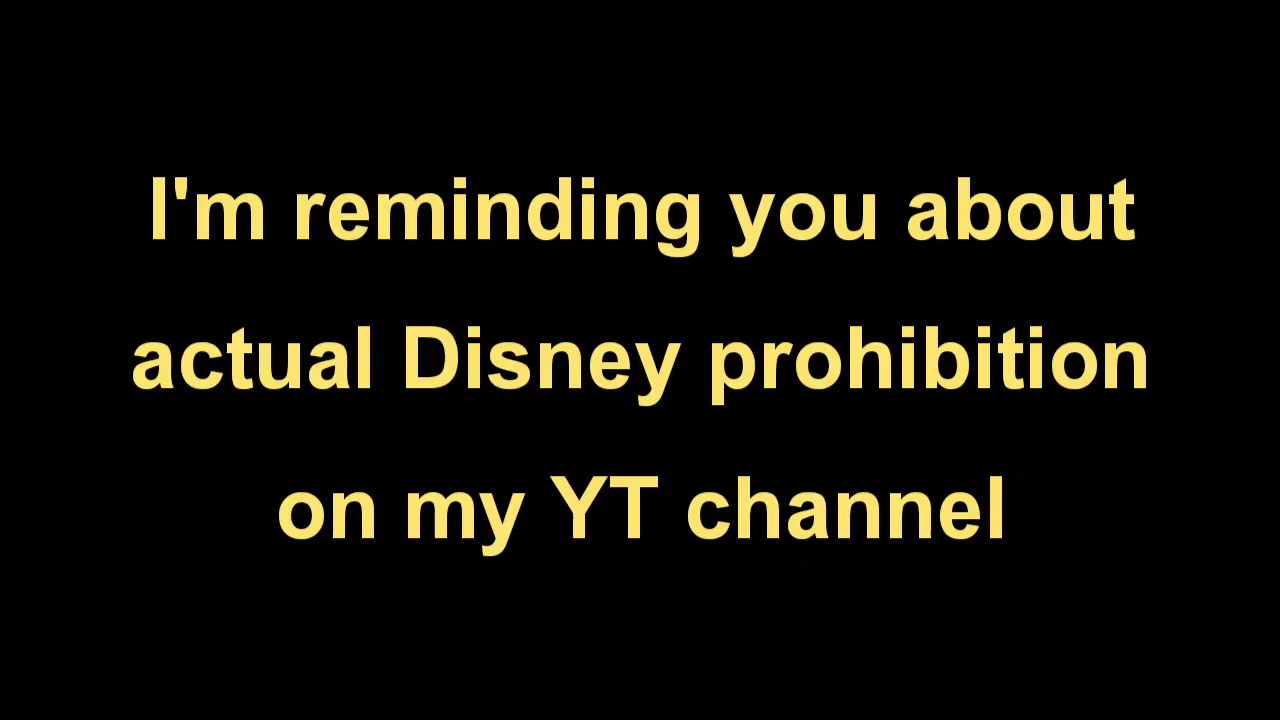 I'm reminding you about
actual Disney prohibition
on my YT channel